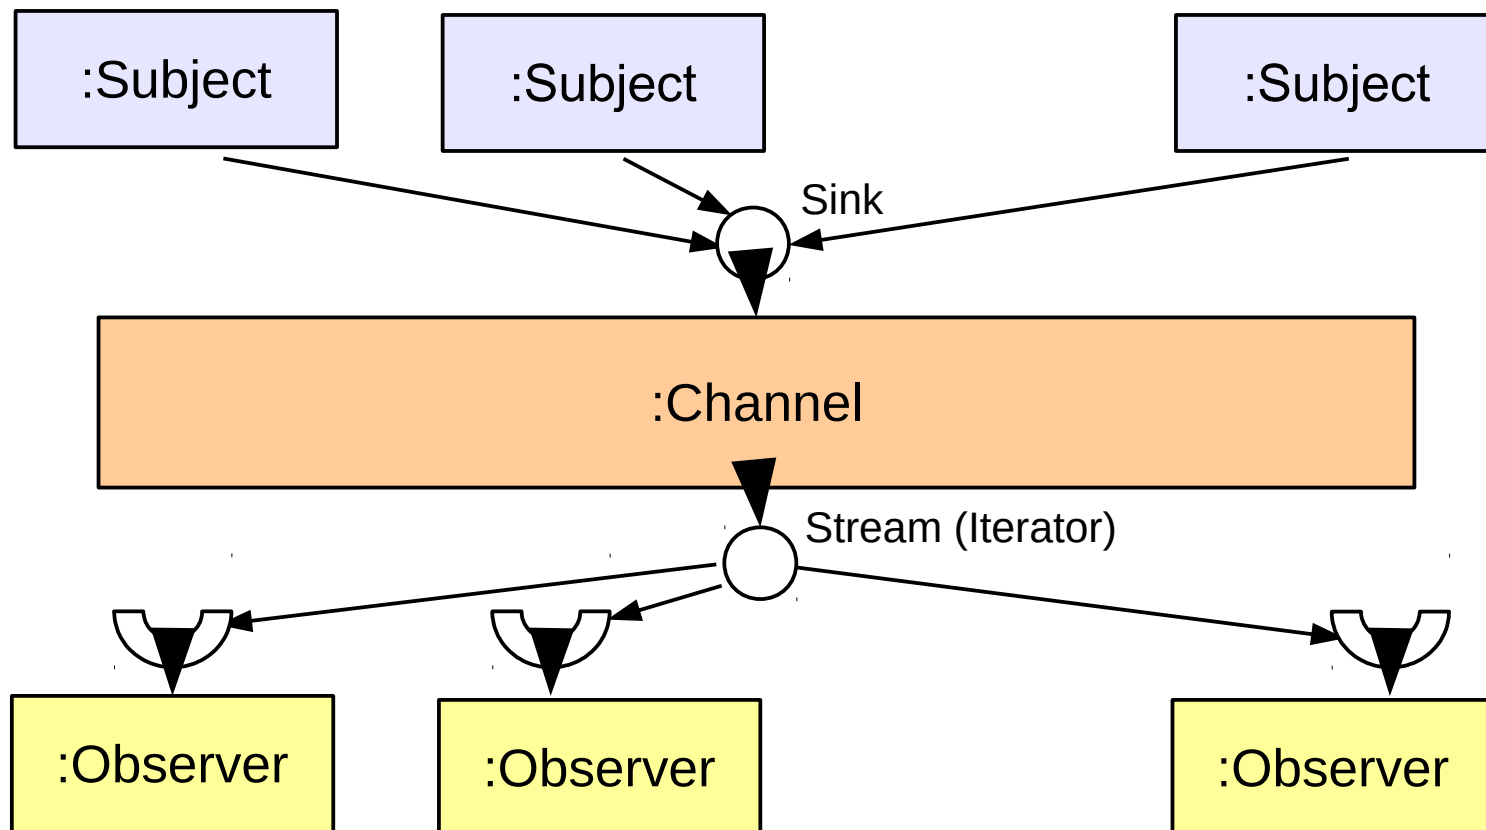 :Subject
:Subject
:Subject
Sink
:Channel
Stream (Iterator)
:Observer
:Observer
:Observer